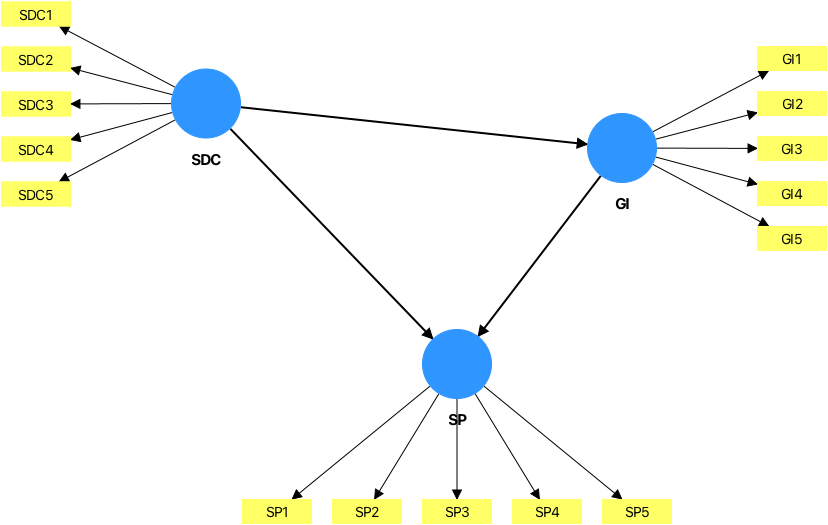 SDC1
SDC2
SDC3
SDC4
SDC5
SDC
GI1
GI2
GI3
GI4
GI5
GI
SP
SP1
SP2
SP3
SP4
SP5